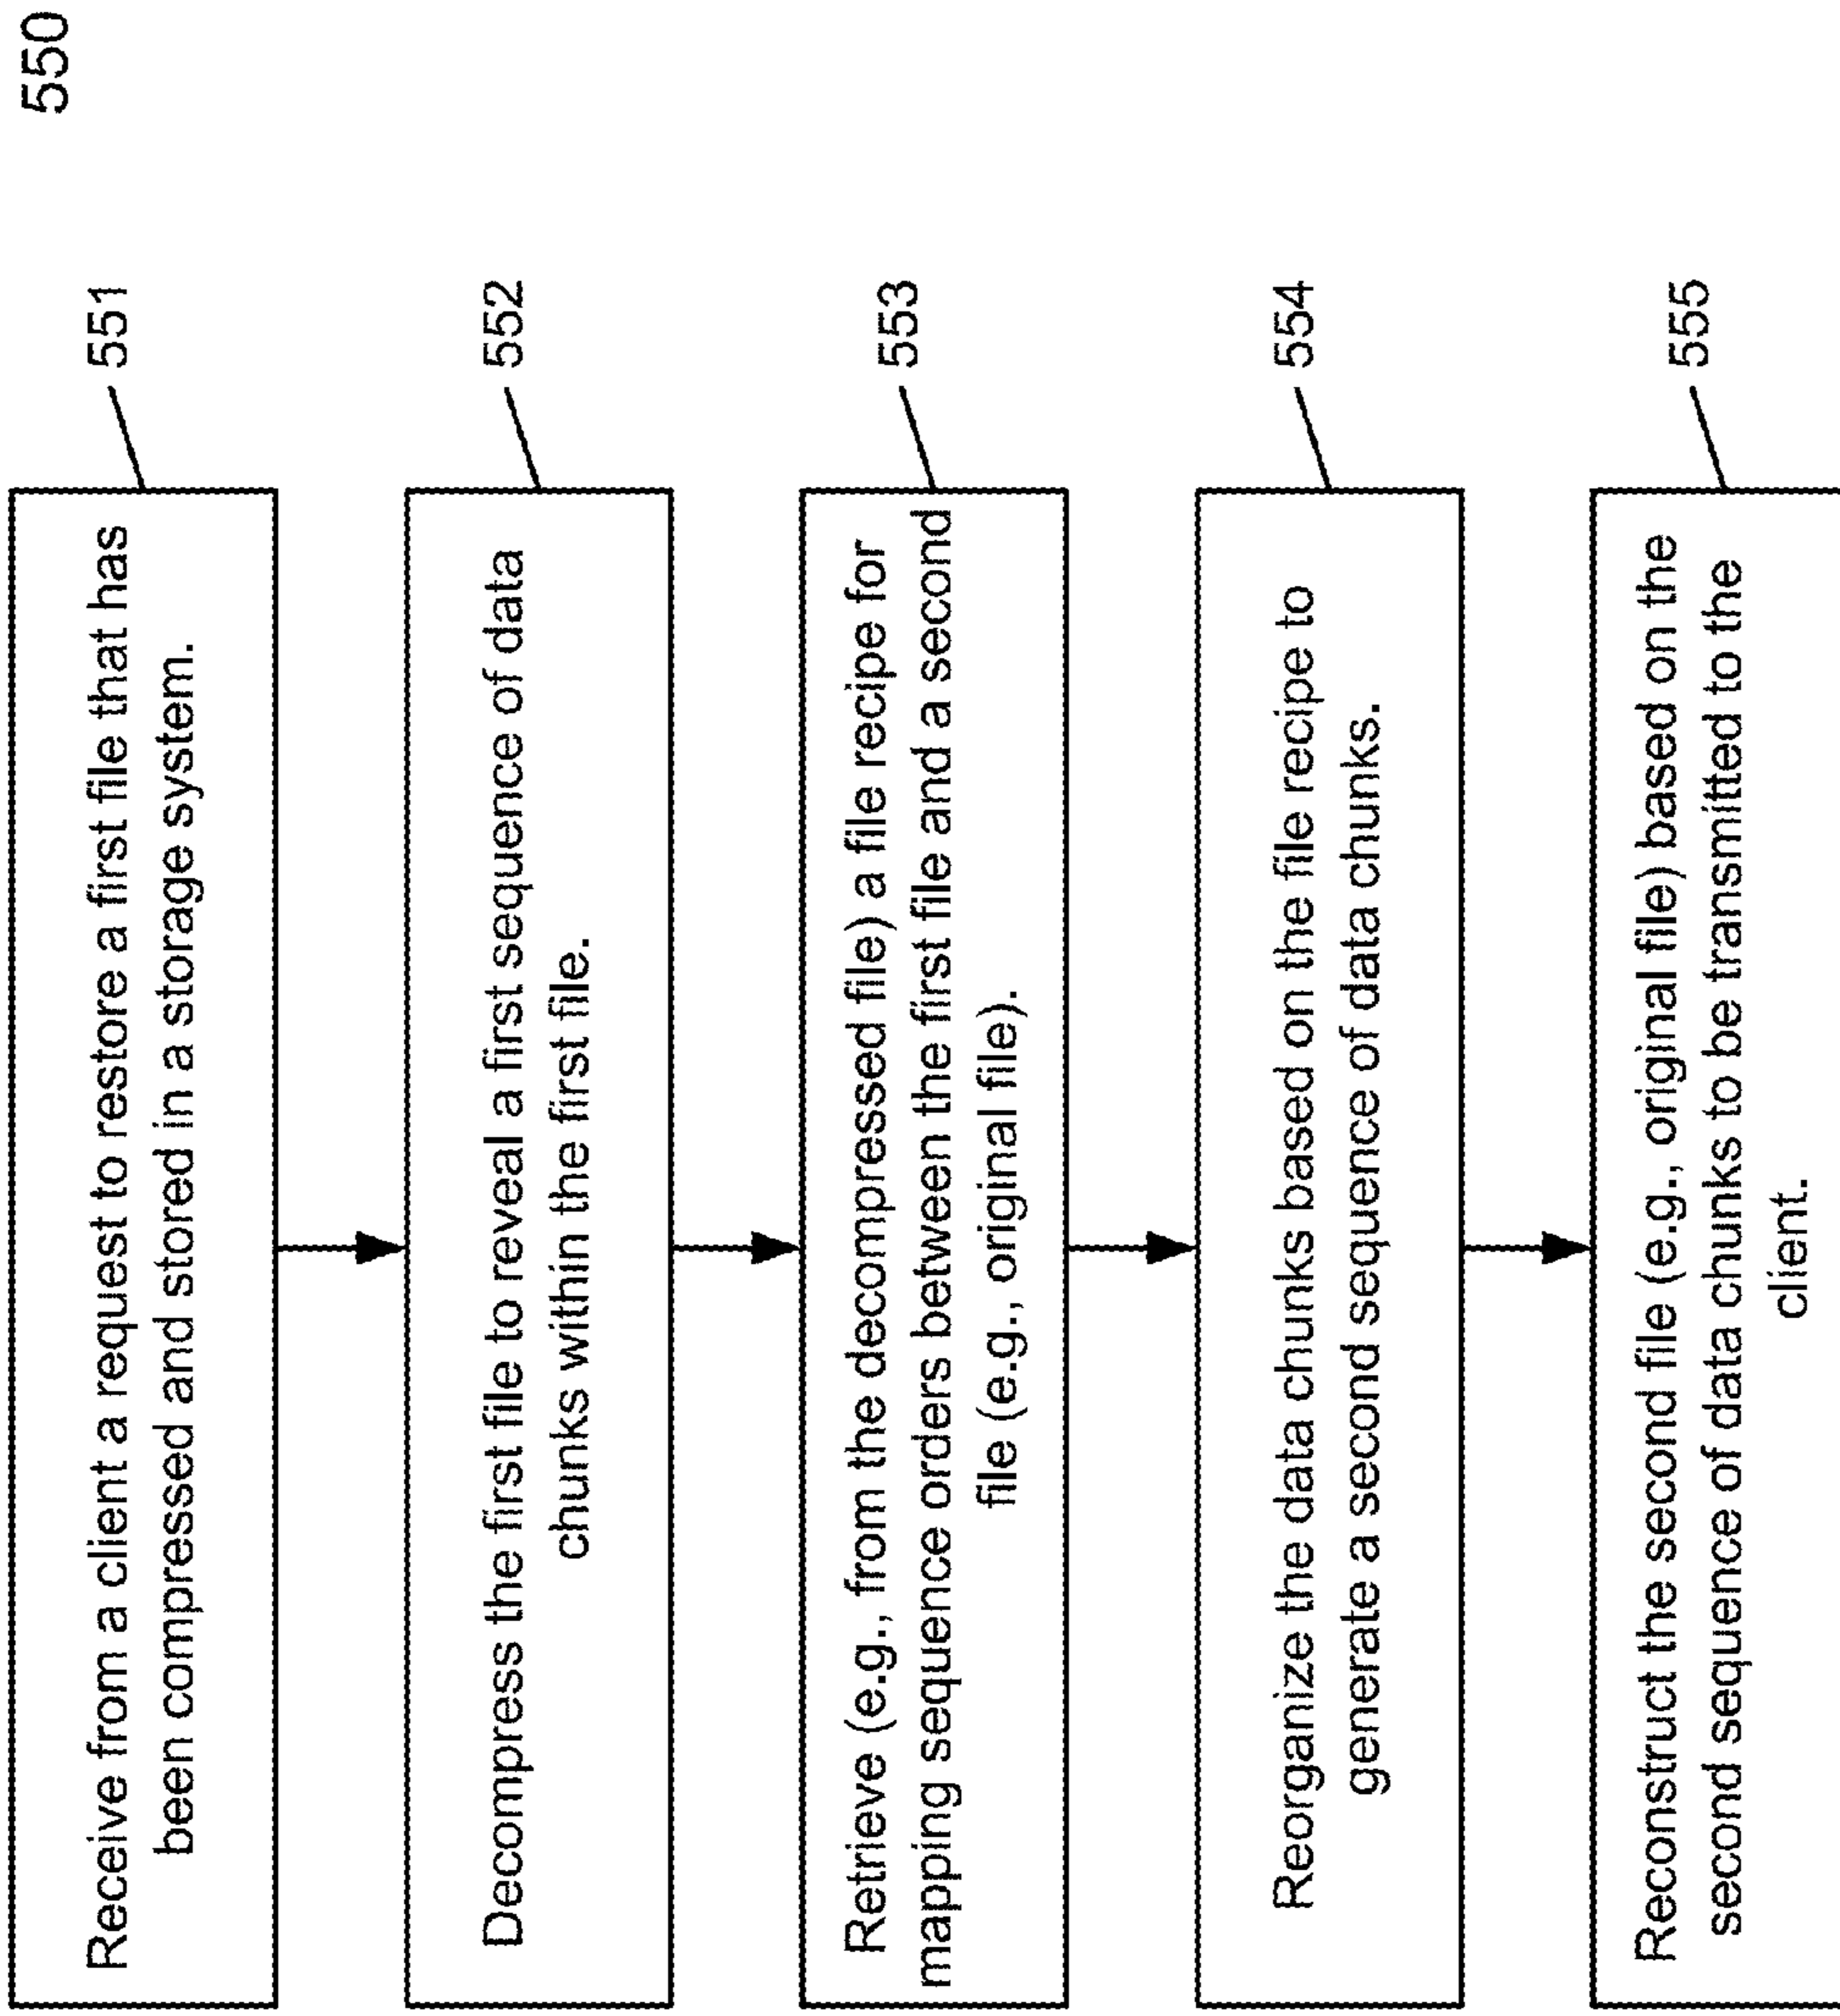 550
Receive from a client a request to restore a first file that has
been compressed and stored in a storage system.
551
Decompress the first file to reveal a first sequence of data
chunks within the first file.
552
Retrieve (e.g., from the decompressed file) a file recipe for
mapping sequence orders between the first file and a second
file (e.g., original file).
553
Reorganize the data chunks based on the file recipe to
generate a second sequence of data chunks.
554
Reconstruct the second file (e.g., original file) based on the
second sequence of data chunks to be transmitted to the
client.
555